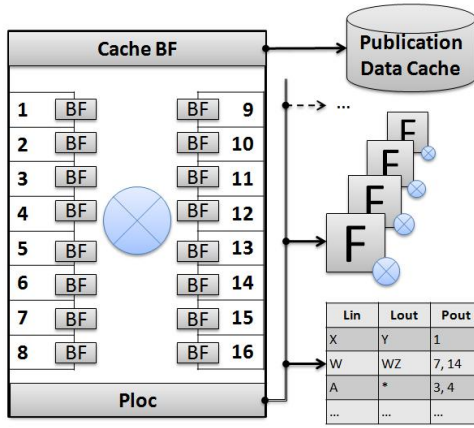 Cache BF
Publication
Data Cache
1 BF BF 9
2 BF BF 10
3 BF BF 11
4 BF BF 12
5 BF BF 13
6 BF BF 14
7 BF BF 15
8 BF BF 16
Ploc
...
F
F
F
F
Lin Lout Pout
X Y 1
W WZ 7, 14
A * 3, 4
... ... ...